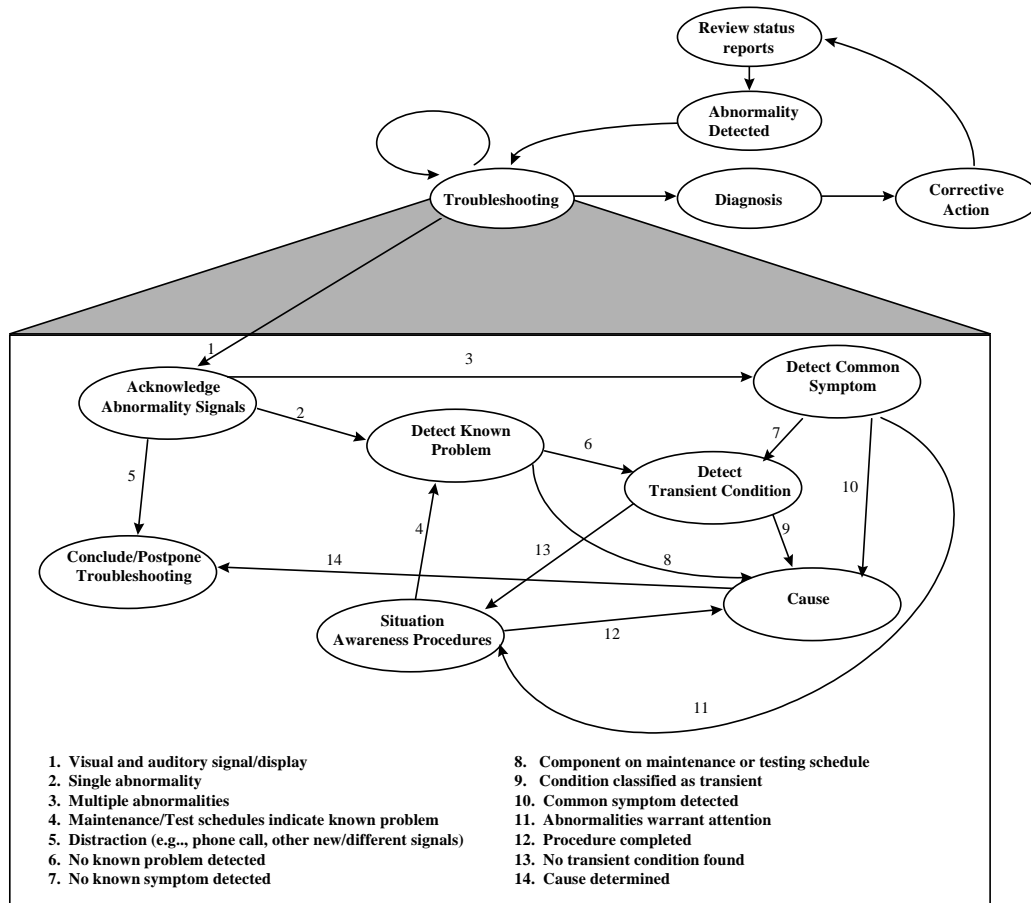 Review status
reports
Abnormality
Detected
Troubleshooting
Diagnosis
Corrective
Action
1
3
Acknowledge
Abnormality Signals
Detect Common
Symptom
2
Detect Known
Problem
6
7
Detect
Transient Condition
5
10
4
9
13
Conclude/Postpone
Troubleshooting
14
8
Cause
Situation
Awareness Procedures
12
11
1. Visual and auditory signal/display
2. Single abnormality
3. Multiple abnormalities
4. Maintenance/Test schedules indicate known problem
5. Distraction (e.g.., phone call, other new/different signals)
6. No known problem detected
7. No known symptom detected
8. Component on maintenance or testing schedule
9. Condition classified as transient
10. Common symptom detected
11. Abnormalities warrant attention
12. Procedure completed
13. No transient condition found
14. Cause determined